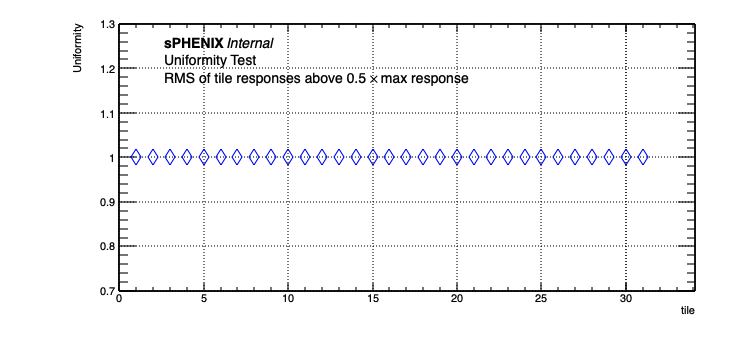 Uniformity
sPHENIX Internal
Uniformity Test
RMS of tile responses above 0.5 × max response
1.3
1.2
1.1
1
0.9
0.8
0.7
0 5 10 15 20 25 30
tile